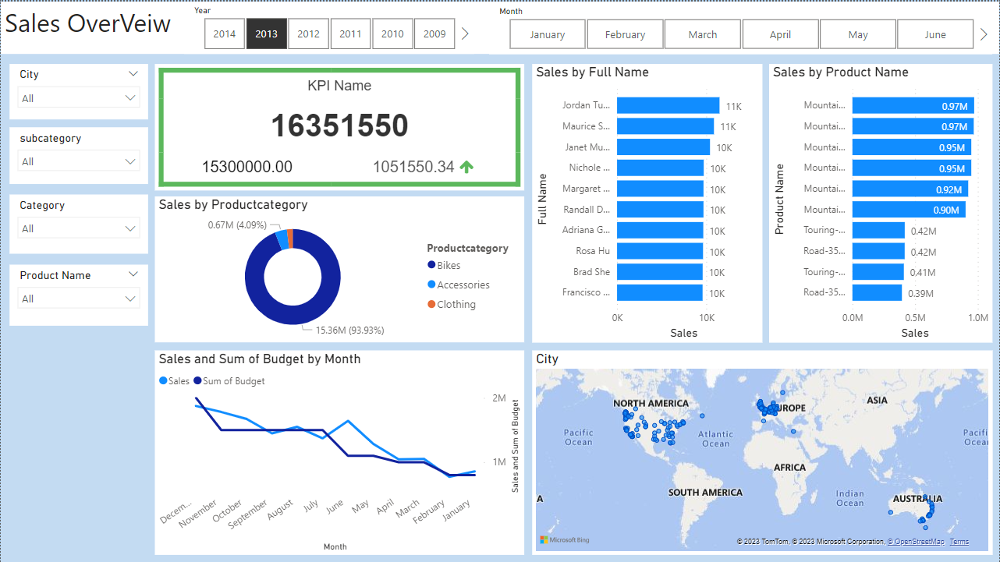 Sales OverVeiw
Year
2014 2013 2012 2011 2010 2009
Month
January February March April May June
City
All
subcategory
All
Category
All
Product Name
All
KPI Name
16351550
15300000.00 1051550.34
Sales by Productcategory
0.67M (4.09%)
15.36M (93.93%)
Productcategory
Bikes
Accessories
Clothing
Sales by Full Name
Full Name
Jordan Tu... 11K
Maurice S... 11K
Janet Mu... 10K
Nichole ... 10K
Margaret ... 10K
Randall D... 10K
Adriana G... 10K
Rosa Hu 10K
Brad She 10K
Francisco ... 10K
0K 10K
Sales
Sales by Product Name
Product Name
Mountai... 0.97M
Mountai... 0.97M
Mountai... 0.95M
Mountai... 0.95M
Mountai... 0.92M
Mountai... 0.90M
Touring-... 0.42M
Road-35... 0.42M
Touring-... 0.41M
Road-35... 0.39M
0.0M 0.5M 1.0M
Sales
Sales and Sum of Budget by Month
Sales Sum of Budget
2M
1M
Sales and Sum of Budget
Decem... November October September August July June May April March February January
Month
City
NORTH AMERICA
EUROPE
ASIA
Pacific
Ocean
Atlantic
Ocean
Pacifi
Ocean
AFRICA
SOUTH AMERICA
Indian
Ocean
AUSTRALIA
A
Microsoft Bing
© 2023 TomTom, © 2023 Microsoft Corporation, © OpenStreetMap Terms